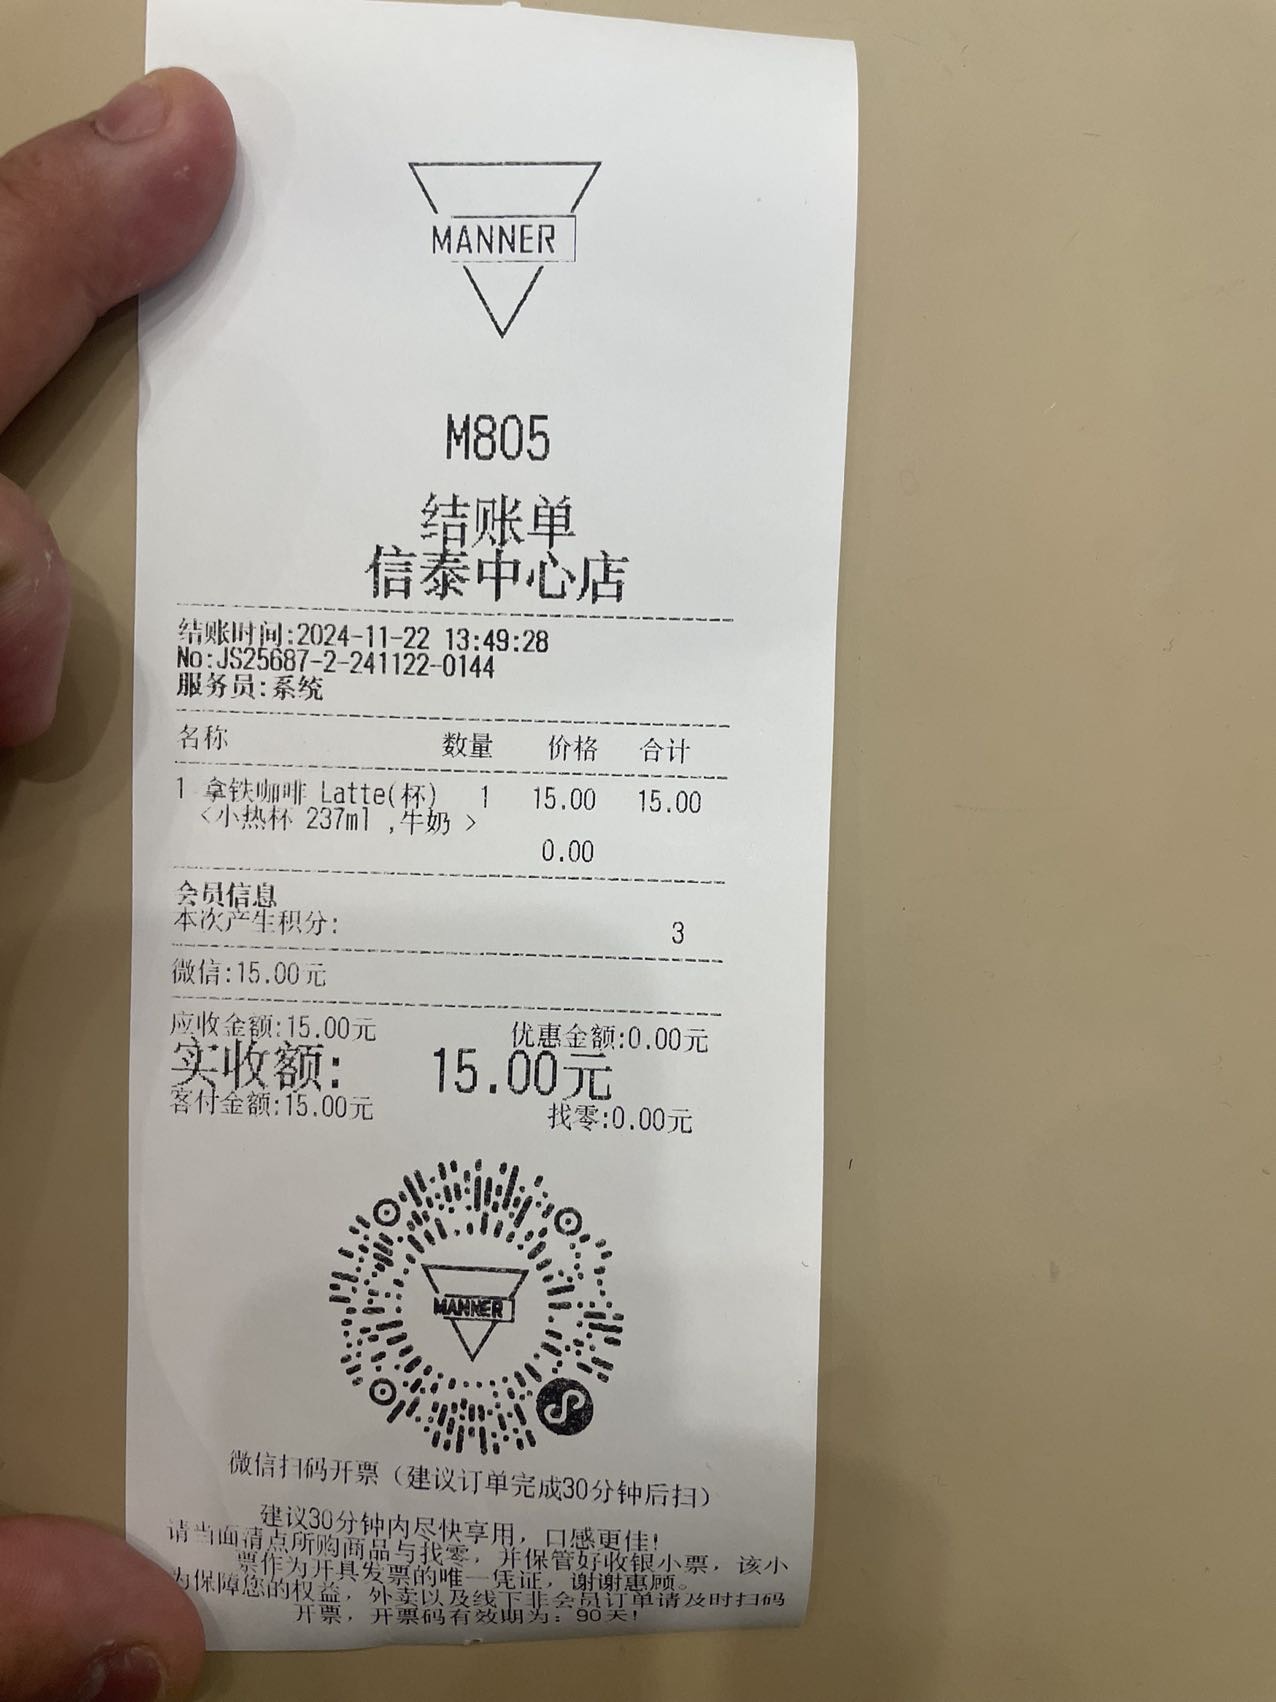 MANNER
M805
结账单
信泰中心店
结账时间:2024-11-22 13:49:28
No:JS25687-2-241122-0144
服务员:系统
名称 数量 价格 合计
1 拿铁咖啡 Latte(杯) 1 15.00 15.00
<小热杯 237ml ,牛奶 >
0.00
会员信息
本次产生积分: 3
微信:15.00元
应收金额:15.00元 优惠金额:0.00元
实收额: 15.00元
客付金额:15.00元 找零:0.00元
MANNER
微信扫码开票（建议订单完成30分钟后扫）
建议30分钟内尽快享用，口感更佳!
请当面清点所购商品与找零，并保管好收银小票，该小
票作为开具发票的唯一凭证，谢谢惠顾。
为保障您的权益，外卖以及线下非会员订单请及时扫码
开票，开票码有效期为：90天!